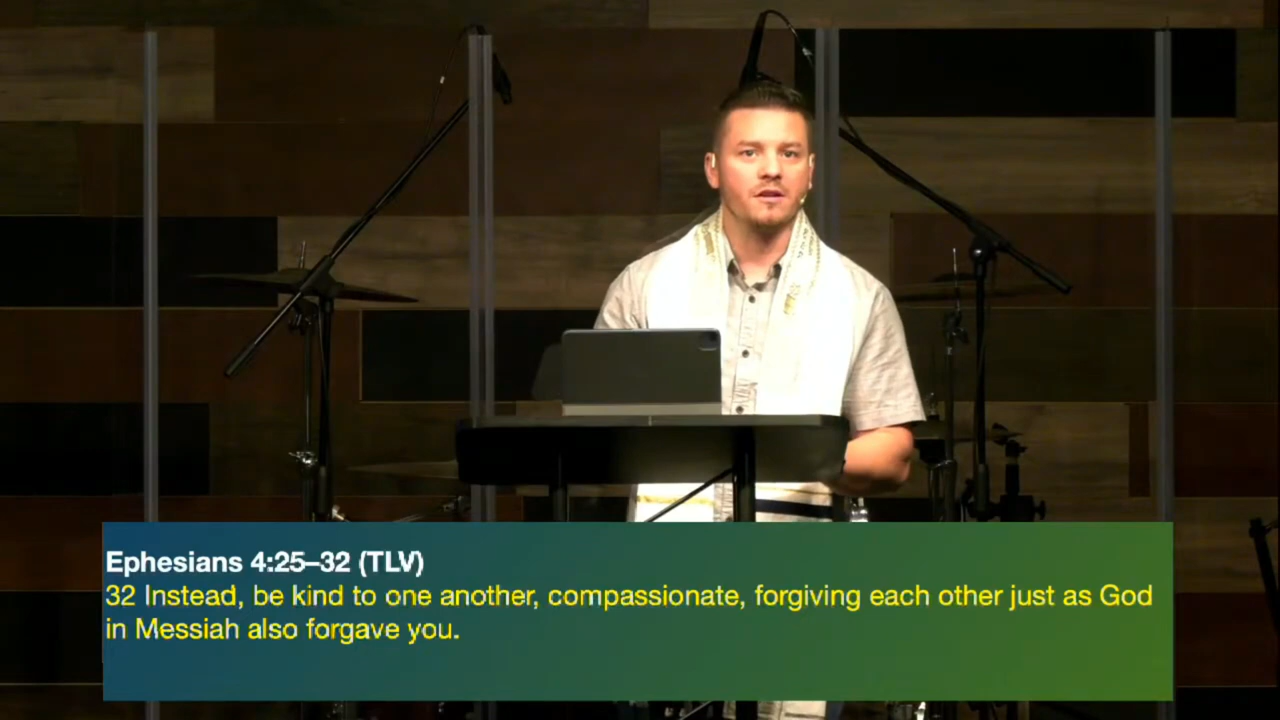 Ephesians 4:25–32 (TLV)
32 Instead, be kind to one another, compassionate, forgiving each other just as God
in Messiah also forgave you.